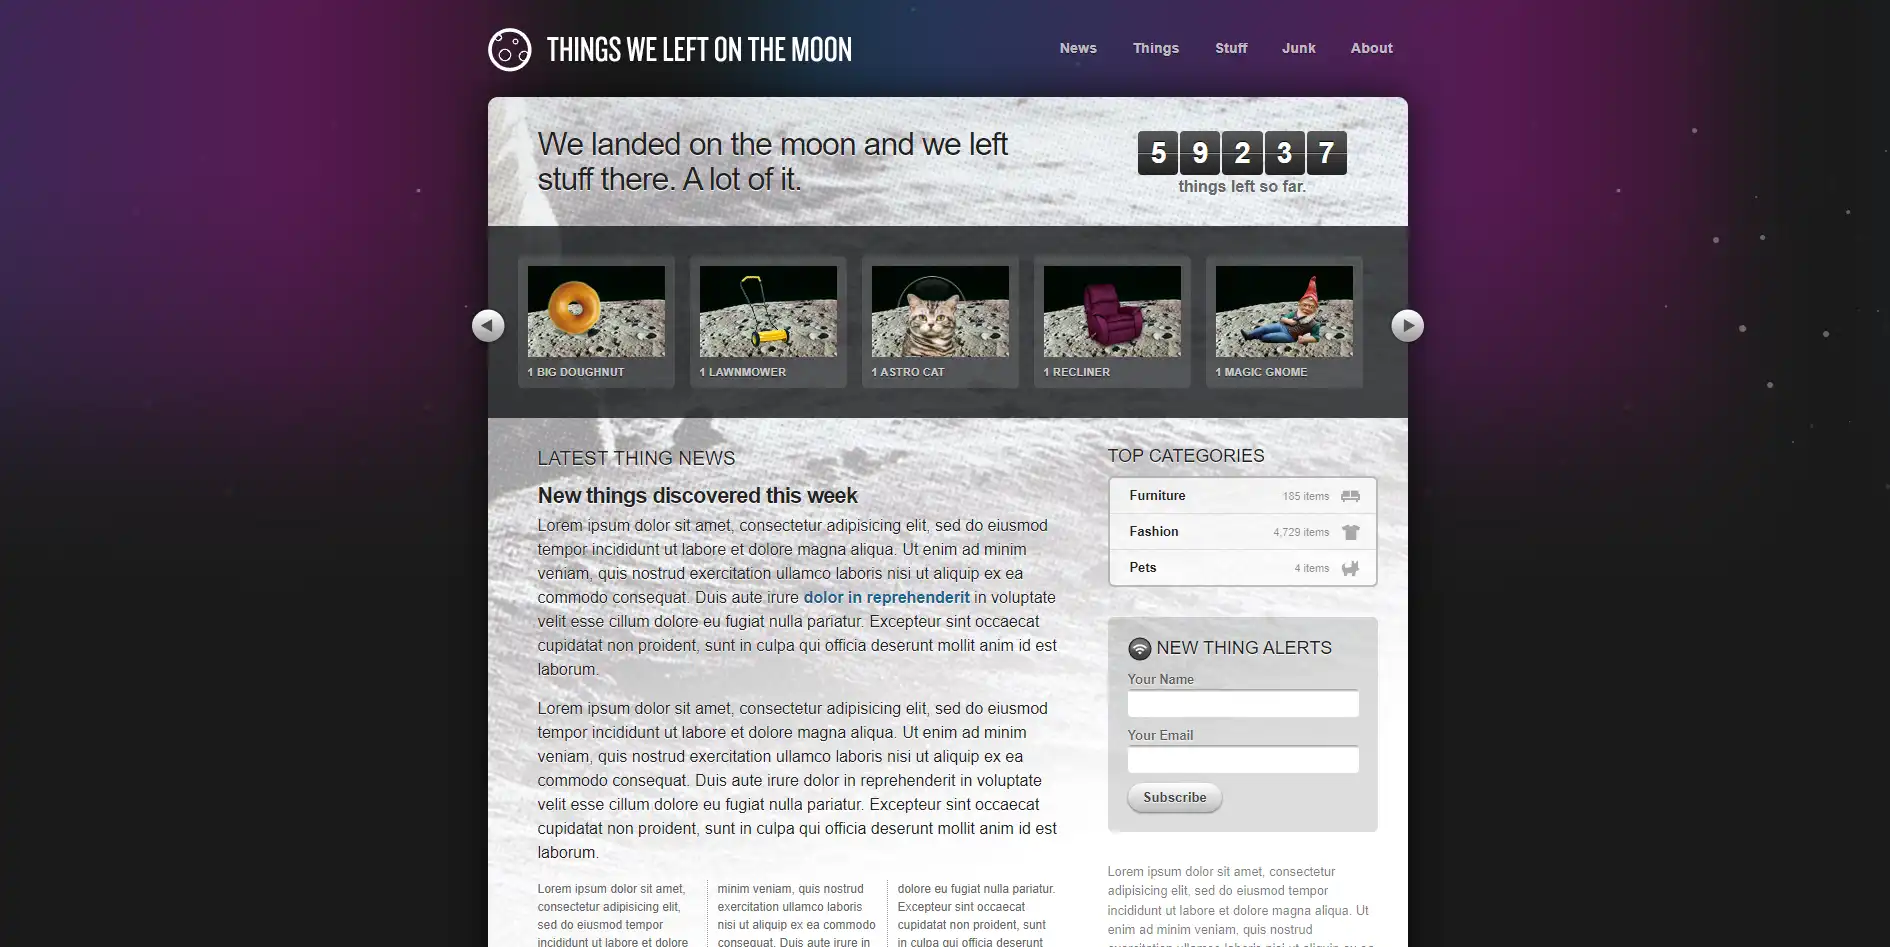 THINGS WE LEFT ON THE MOON
News Things Stuff Junk About
We landed on the moon and we left
stuff there. A lot of it.
5 9 2 3 7
things left so far.
1 BIG DOUGHNUT
1 LAWNMOWER
1 ASTRO CAT
1 RECLINER
1 MAGIC GNOME
LATEST THING NEWS
New things discovered this week
Lorem ipsum dolor sit amet, consectetur adipisicing elit, sed do eiusmod
tempor incididunt ut labore et dolore magna aliqua. Ut enim ad minim
veniam, quis nostrud exercitation ullamco laboris nisi ut aliquip ex ea
commodo consequat. Duis aute irure dolor in reprehenderit in voluptate
velit esse cillum dolore eu fugiat nulla pariatur. Excepteur sint occaecat
cupidatat non proident, sunt in culpa qui officia deserunt mollit anim id est
laborum.
Lorem ipsum dolor sit amet, consectetur adipisicing elit, sed do eiusmod
tempor incididunt ut labore et dolore magna aliqua. Ut enim ad minim
veniam, quis nostrud exercitation ullamco laboris nisi ut aliquip ex ea
commodo consequat. Duis aute irure dolor in reprehenderit in voluptate
velit esse cillum dolore eu fugiat nulla pariatur. Excepteur sint occaecat
cupidatat non proident, sunt in culpa qui officia deserunt mollit anim id est
laborum.
Lorem ipsum dolor sit amet,
consectetur adipisicing elit,
sed do eiusmod tempor
incididunt ut labore et dolore
minim veniam, quis nostrud
exercitation ullamco laboris
nisi ut aliquip ex ea commodo
consequat. Duis aute irure in
dolore eu fugiat nulla pariatur.
Excepteur sint occaecat
cupidatat non proident, sunt
in culpa qui officia deserunt
TOP CATEGORIES
Furniture 185 items
Fashion 4,729 items
Pets 4 items
NEW THING ALERTS
Your Name
Your Email
Subscribe
Lorem ipsum dolor sit amet, consectetur
adipisicing elit, sed do eiusmod tempor
incididunt ut labore et dolore magna aliqua. Ut
enim ad minim veniam, quis nostrud